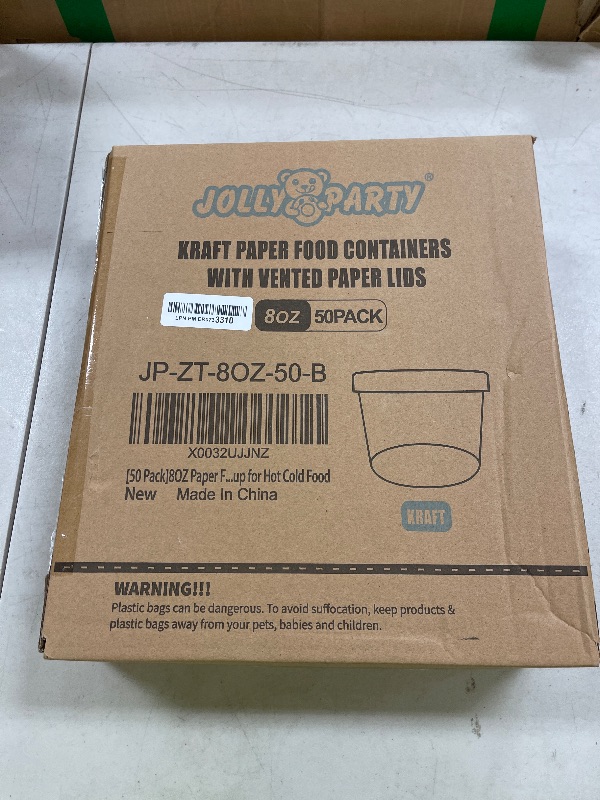 JOLLY PARTY®
KRAFT PAPER FOOD CONTAINERS
WITH VENTED PAPER LIDS
3310
8OZ 50PACK
JP-ZT-8OZ-50-B
X0032UJJNZ
[50 Pack]8OZ Paper F...up for Hot Cold Food
New Made In China
KRAFT
WARNING!!!
Plastic bags can be dangerous. To avoid suffocation, keep products &
plastic bags away from your pets, babies and children.